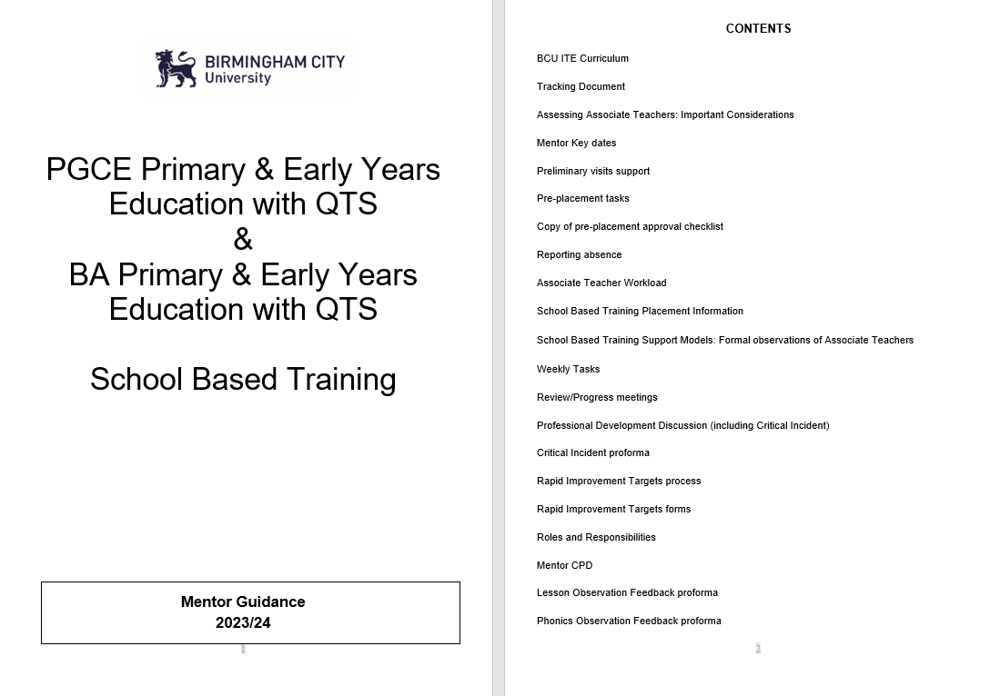 BIRMINGHAM CITY
University
PGCE Primary & Early Years
Education with QTS
&
BA Primary & Early Years
Education with QTS
School Based Training
Mentor Guidance
2023/24
1
CONTENTS
BCU ITE Curriculum
Tracking Document
Assessing Associate Teachers: Important Considerations
Mentor Key dates
Preliminary visits support
Pre-placement tasks
Copy of pre-placement approval checklist
Reporting absence
Associate Teacher Workload
School Based Training Placement Information
School Based Training Support Models: Formal observations of Associate Teachers
Weekly Tasks
Review/Progress meetings
Professional Development Discussion (including Critical Incident)
Critical Incident proforma
Rapid Improvement Targets process
Rapid Improvement Targets forms
Roles and Responsibilities
Mentor CPD
Lesson Observation Feedback proforma
Phonics Observation Feedback proforma
2